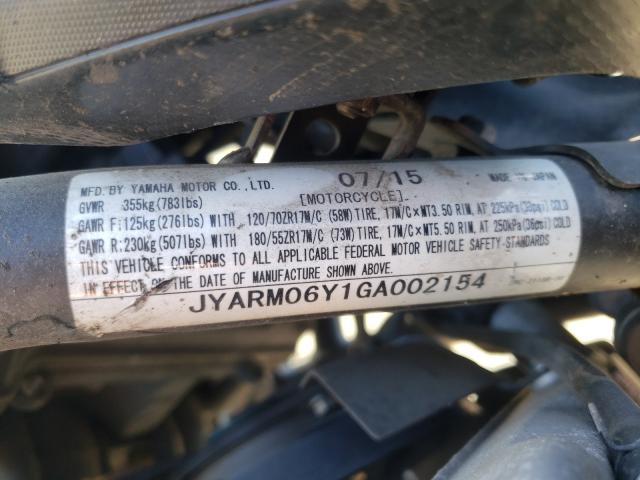 MFD. BY YAMAHA MOTOR CO., LTD. 07/15 MADE IN JAPAN
GVWR 355kg(783lbs) [MOTORCYCLE].
GAWR F:125kg(276lbs) WITH 120/70ZR17M/C (58W) TIRE, 17M/C×MT3.50 RIM, AT 225kPa(33psi) COLD
GAWR R:230kg(507lbs) WITH 180/55ZR17M/C (73W) TIRE, 17M/C×MT5.50 RIM, AT 250kPa(36psi) COLD
THIS VEHICLE CONFORMS TO ALL APPLICABLE FEDERAL MOTOR VEHICLE SAFETY-STANDARDS
IN EFFECT ON THE DATE OF MANUFACTURE SHOWN ABOVE.
JYARM06Y1GA002154